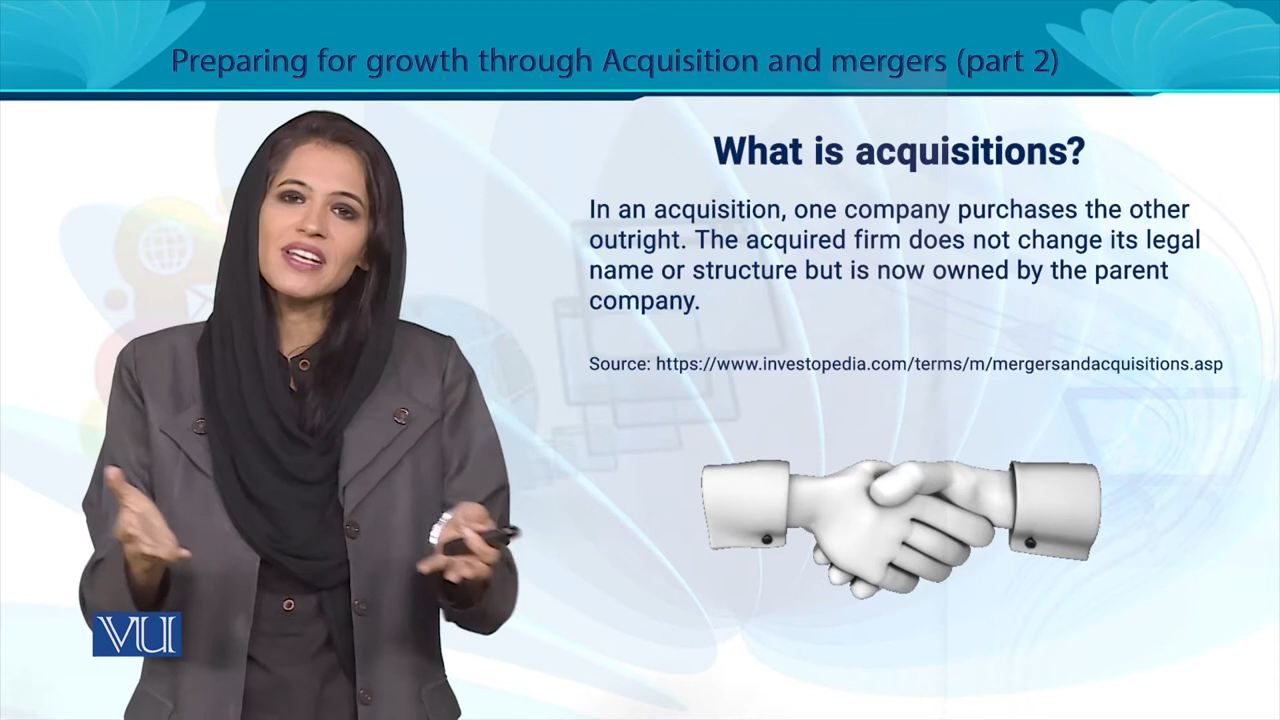 Preparing for growth through Acquisition and mergers (part 2)
What is acquisitions?
In an acquisition, one company purchases the other
outright. The acquired firm does not change its legal
name or structure but is now owned by the parent
company.
Source: https://www.investopedia.com/terms/m/mergersandacquisitions.asp
VU